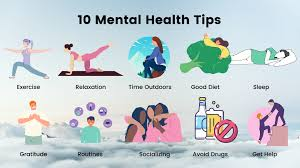 10 Mental Health Tips
Exercise
Relaxation
Time Outdoors
Good Diet
Sleep
Gratitude
Routines
Socializing
Avoid Drugs
Get Help